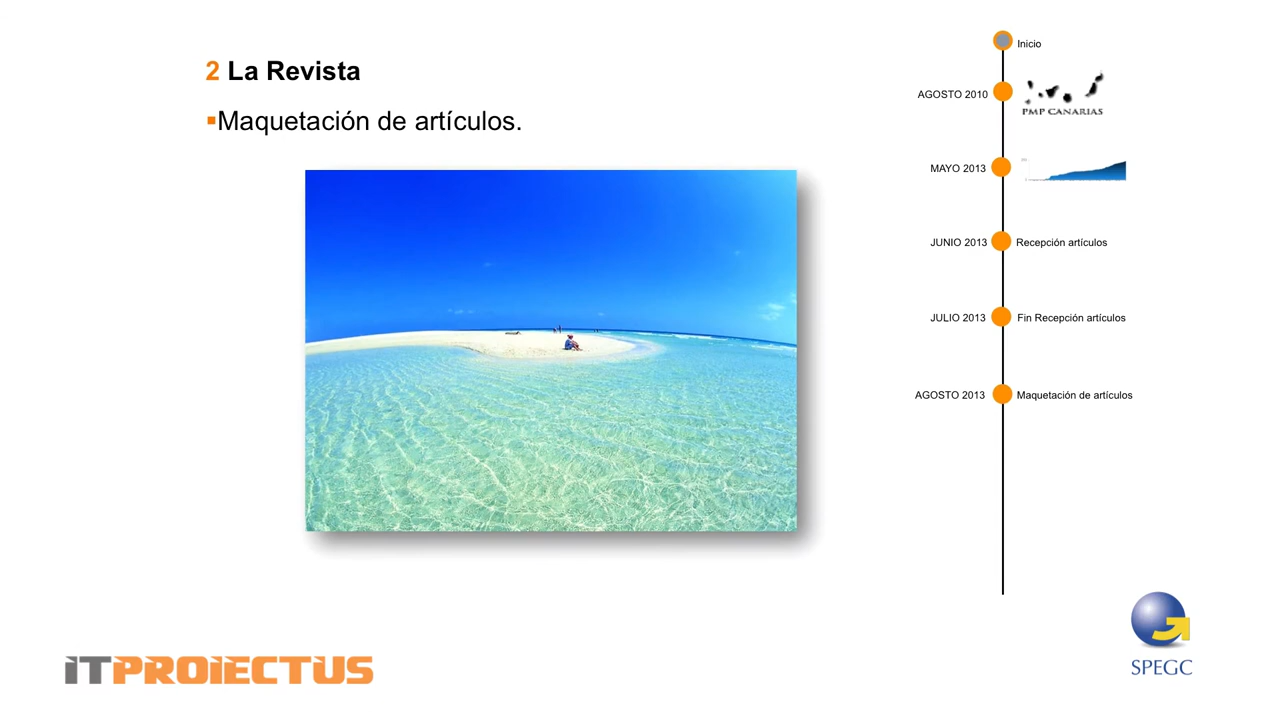 2 La Revista
▪Maquetación de artículos.
Inicio
AGOSTO 2010
PMP CANARIAS
MAYO 2013
JUNIO 2013 Recepción artículos
JULIO 2013 Fin Recepción artículos
AGOSTO 2013 Maquetación de artículos
ITPROIECTUS
SPEGC